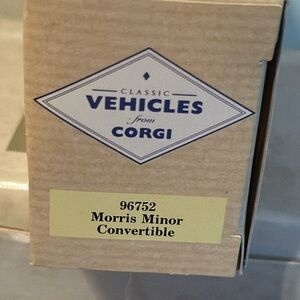 CLASSIC
VEHICLES
from
CORGI
96752
Morris Minor
Convertible